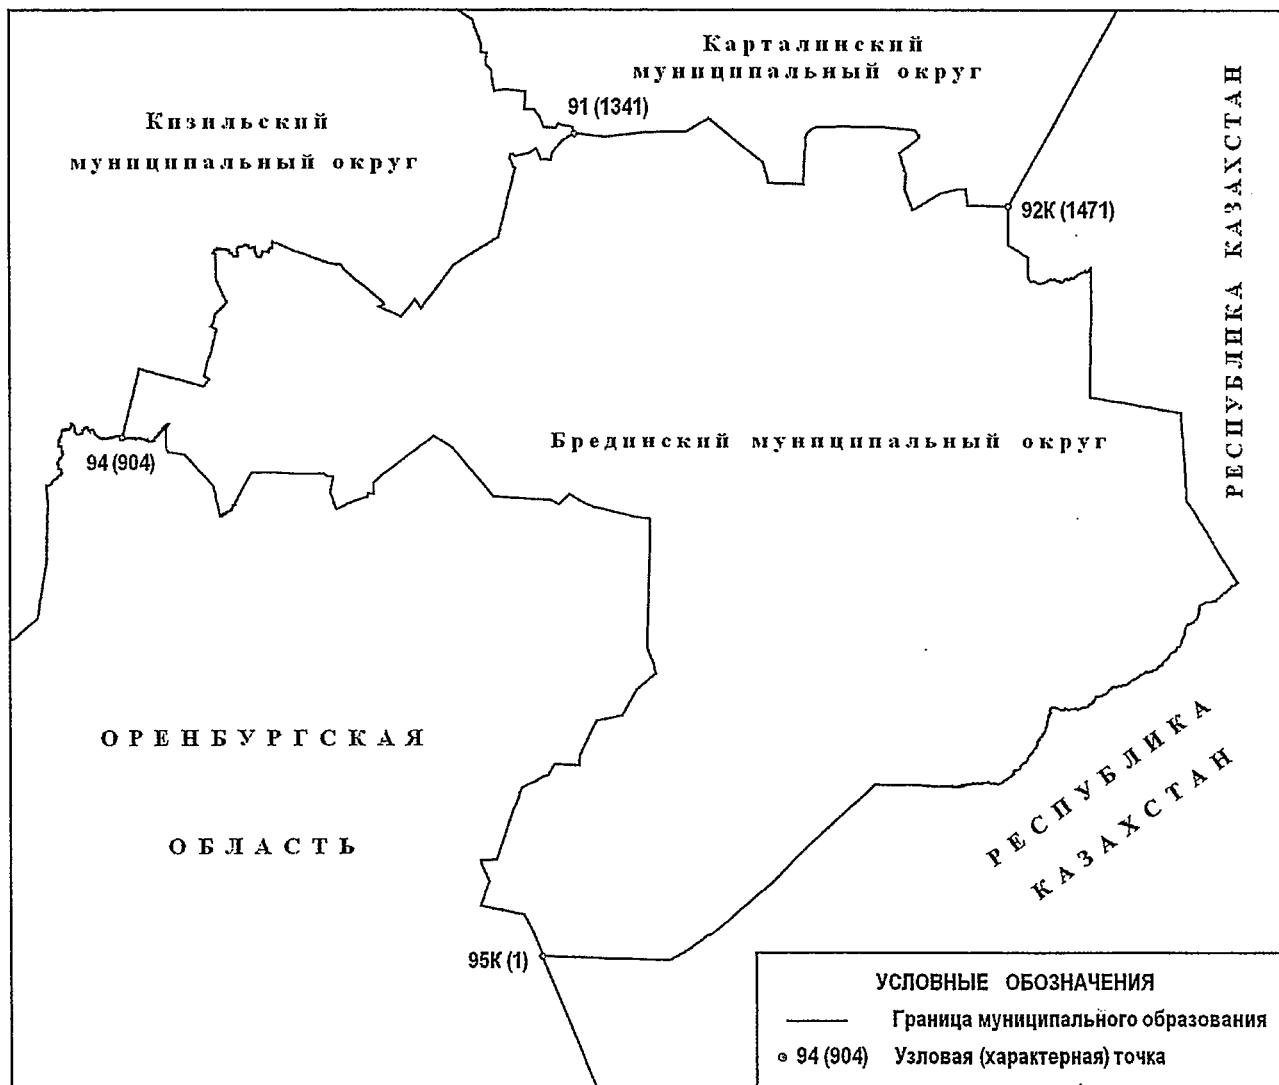 Карталинский
муниципальный округ
91 (1341)
Кизильский
муниципальный округ
92К (1471)
РЕСПУБЛИКА КАЗАХСТАН
94 (904)
Брединский муниципальный округ
ОРЕНБУРГСКАЯ
ОБЛАСТЬ
РЕСПУБЛИКА
КАЗАХСТАН
95К (1)
УСЛОВНЫЕ ОБОЗНАЧЕНИЯ
Граница муниципального образования
94 (904) Узловая (характерная) точка